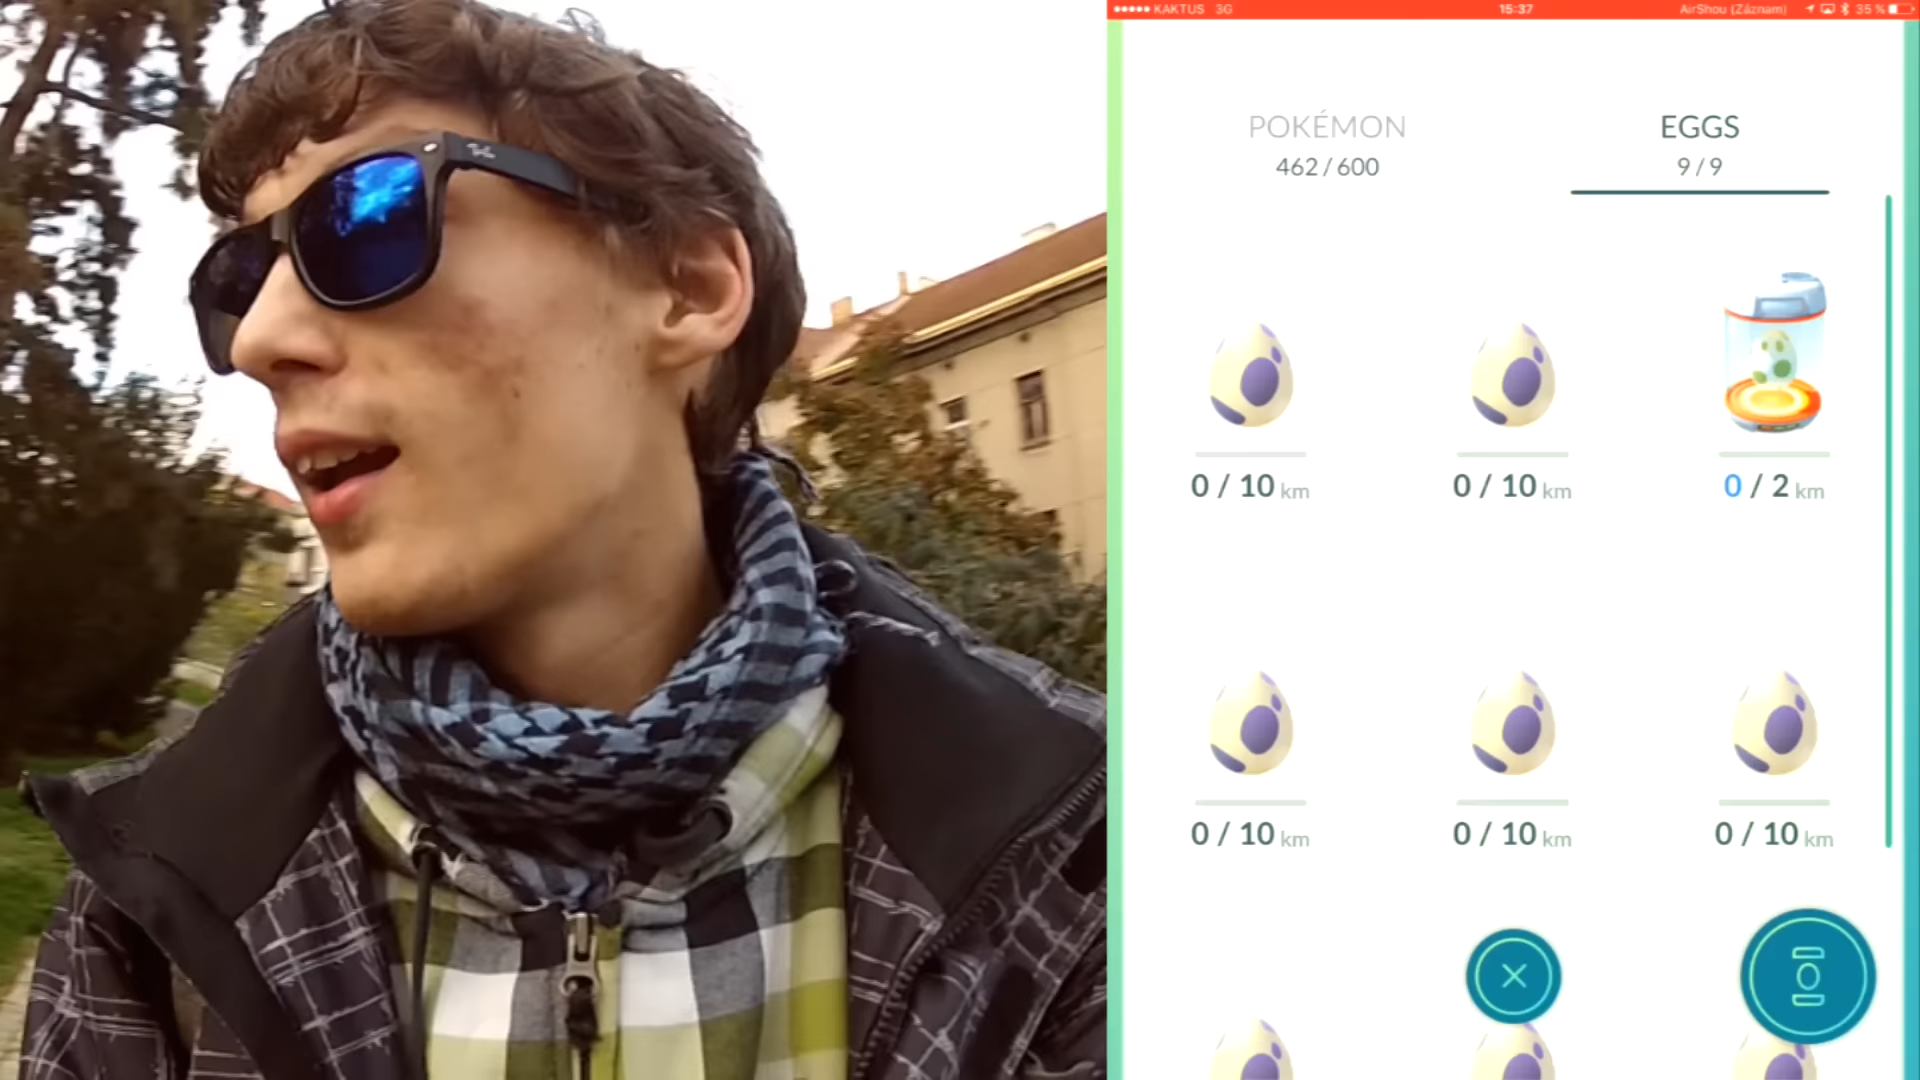 KAKTUS 3G 15:37 AirShou (Záznam) 35 %
POKÉMON EGGS
462 / 600 9 / 9
0 / 10 km 0 / 10 km 0 / 2 km
0 / 10 km 0 / 10 km 0 / 10 km